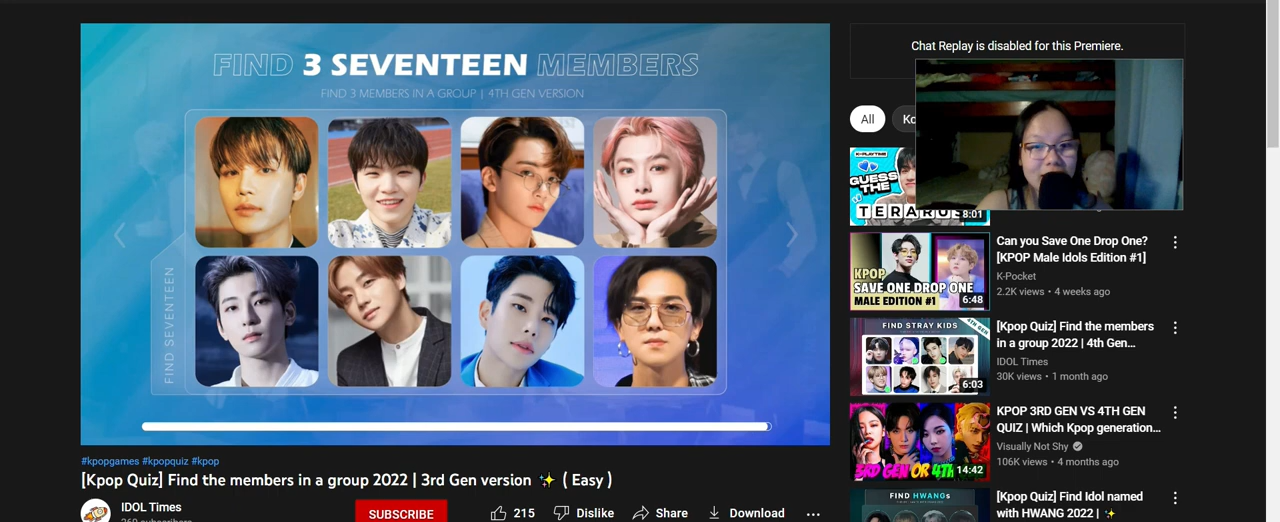 FIND 3 SEVENTEEN MEMBERS
FIND 3 MEMBERS IN A GROUP | 4TH GEN VERSION
FIND SEVENTEEN
#kpopgames #kpopquiz #kpop
[Kpop Quiz] Find the members in a group 2022 | 3rd Gen version ✨ ( Easy )
IDOL Times
SUBSCRIBE
215
Dislike
Share
Download
Chat Replay is disabled for this Premiere.
All
K-PLAYTIME
GUESS
THE
8:01
KPOP
SAVE ONE DROP ONE
MALE EDITION #1
6:48
Can you Save One Drop One?
[KPOP Male Idols Edition #1]
K-Pocket
2.2K views • 4 weeks ago
FIND STRAY KIDS
4TH GEN
6:03
[Kpop Quiz] Find the members
in a group 2022 | 4th Gen...
IDOL Times
30K views • 1 month ago
3RD GEN OR 4TH
14:42
KPOP 3RD GEN VS 4TH GEN
QUIZ | Which Kpop generation...
Visually Not Shy
106K views • 4 months ago
FIND HWANGs
[Kpop Quiz] Find Idol named
with HWANG 2022 | ✨